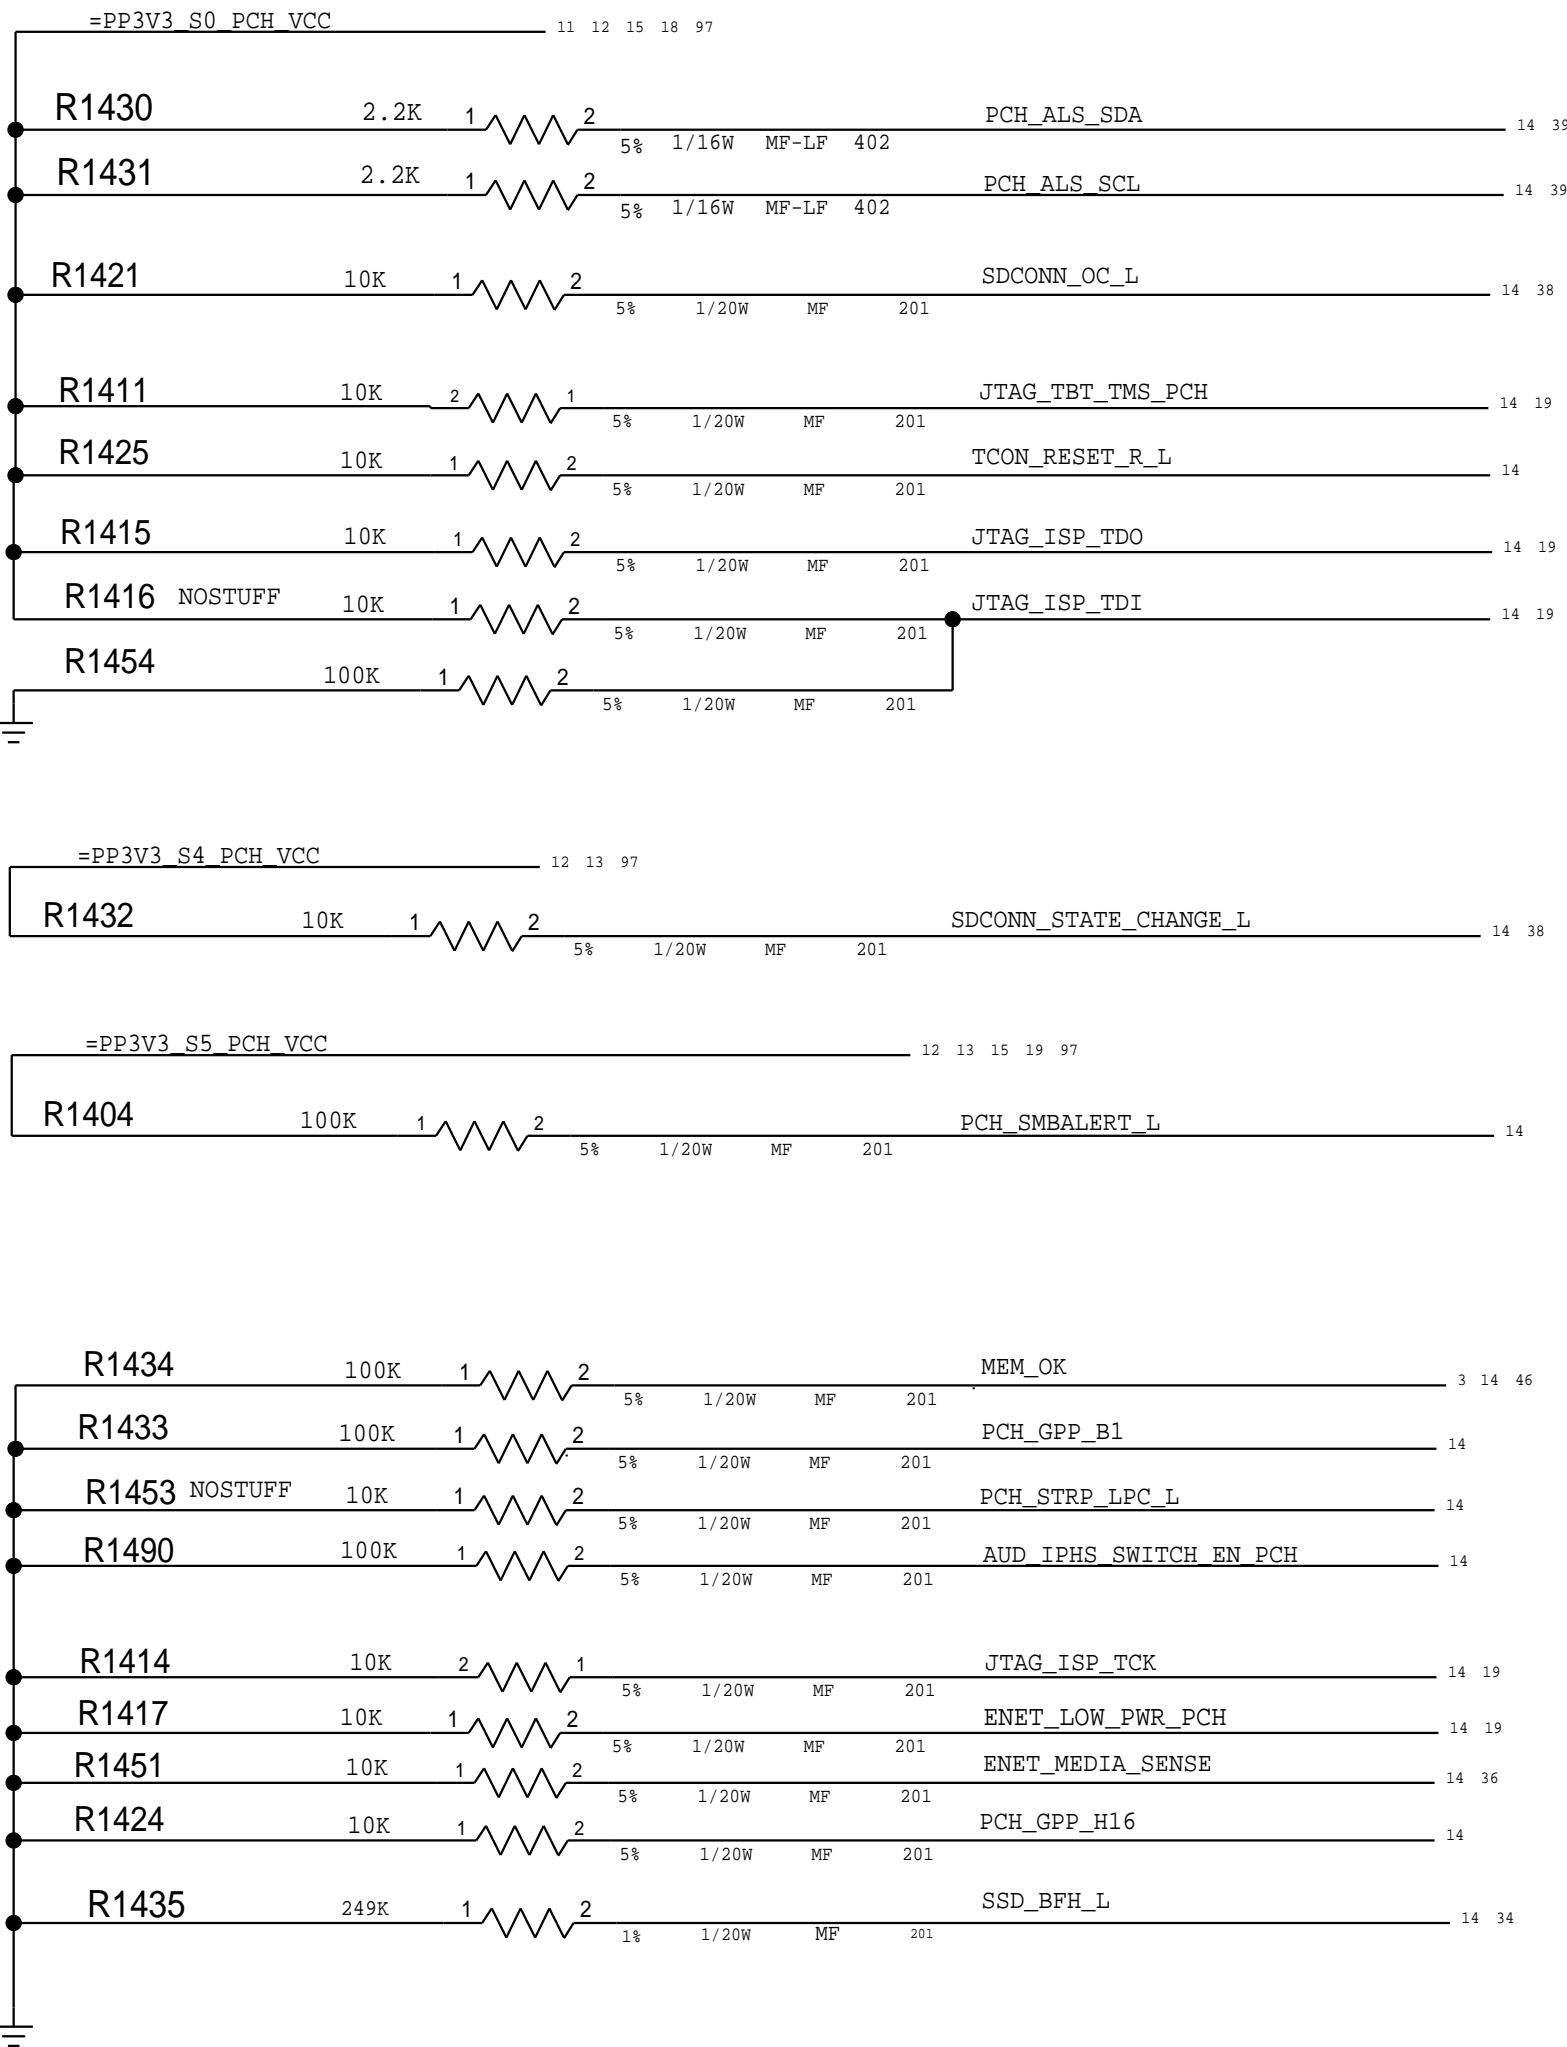 =PP3V3_S0_PCH_VCC 11 12 15 18 97
R1430 2.2K 1 2 PCH_ALS_SDA 14 39
5% 1/16W MF-LF 402
R1431 2.2K 1 2 PCH_ALS_SCL 14 39
5% 1/16W MF-LF 402
R1421 10K 1 2 SDCONN_OC_L 14 38
5% 1/20W MF 201
R1411 10K 2 1 JTAG_TBT_TMS_PCH 14 19
5% 1/20W MF 201
R1425 10K 1 2 TCON_RESET_R_L 14
5% 1/20W MF 201
R1415 10K 1 2 JTAG_ISP_TDO 14 19
5% 1/20W MF 201
R1416 NOSTUFF 10K 1 2 JTAG_ISP_TDI 14 19
5% 1/20W MF 201
R1454 100K 1 2
5% 1/20W MF 201
=PP3V3_S4_PCH_VCC 12 13 97
R1432 10K 1 2 SDCONN_STATE_CHANGE_L 14 38
5% 1/20W MF 201
=PP3V3_S5_PCH_VCC 12 13 15 19 97
R1404 100K 1 2 PCH_SMBALERT_L 14
5% 1/20W MF 201
R1434 100K 1 2 MEM_OK 3 14 46
5% 1/20W MF 201
R1433 100K 1 2 PCH_GPP_B1 14
5% 1/20W MF 201
R1453 NOSTUFF 10K 1 2 PCH_STRP_LPC_L 14
5% 1/20W MF 201
R1490 100K 1 2 AUD_IPHS_SWITCH_EN_PCH 14
5% 1/20W MF 201
R1414 10K 2 1 JTAG_ISP_TCK 14 19
5% 1/20W MF 201
R1417 10K 1 2 ENET_LOW_PWR_PCH 14 19
5% 1/20W MF 201
R1451 10K 1 2 ENET_MEDIA_SENSE 14 36
5% 1/20W MF 201
R1424 10K 1 2 PCH_GPP_H16 14
5% 1/20W MF 201
R1435 249K 1 2 SSD_BFH_L 14 34
1% 1/20W MF 201